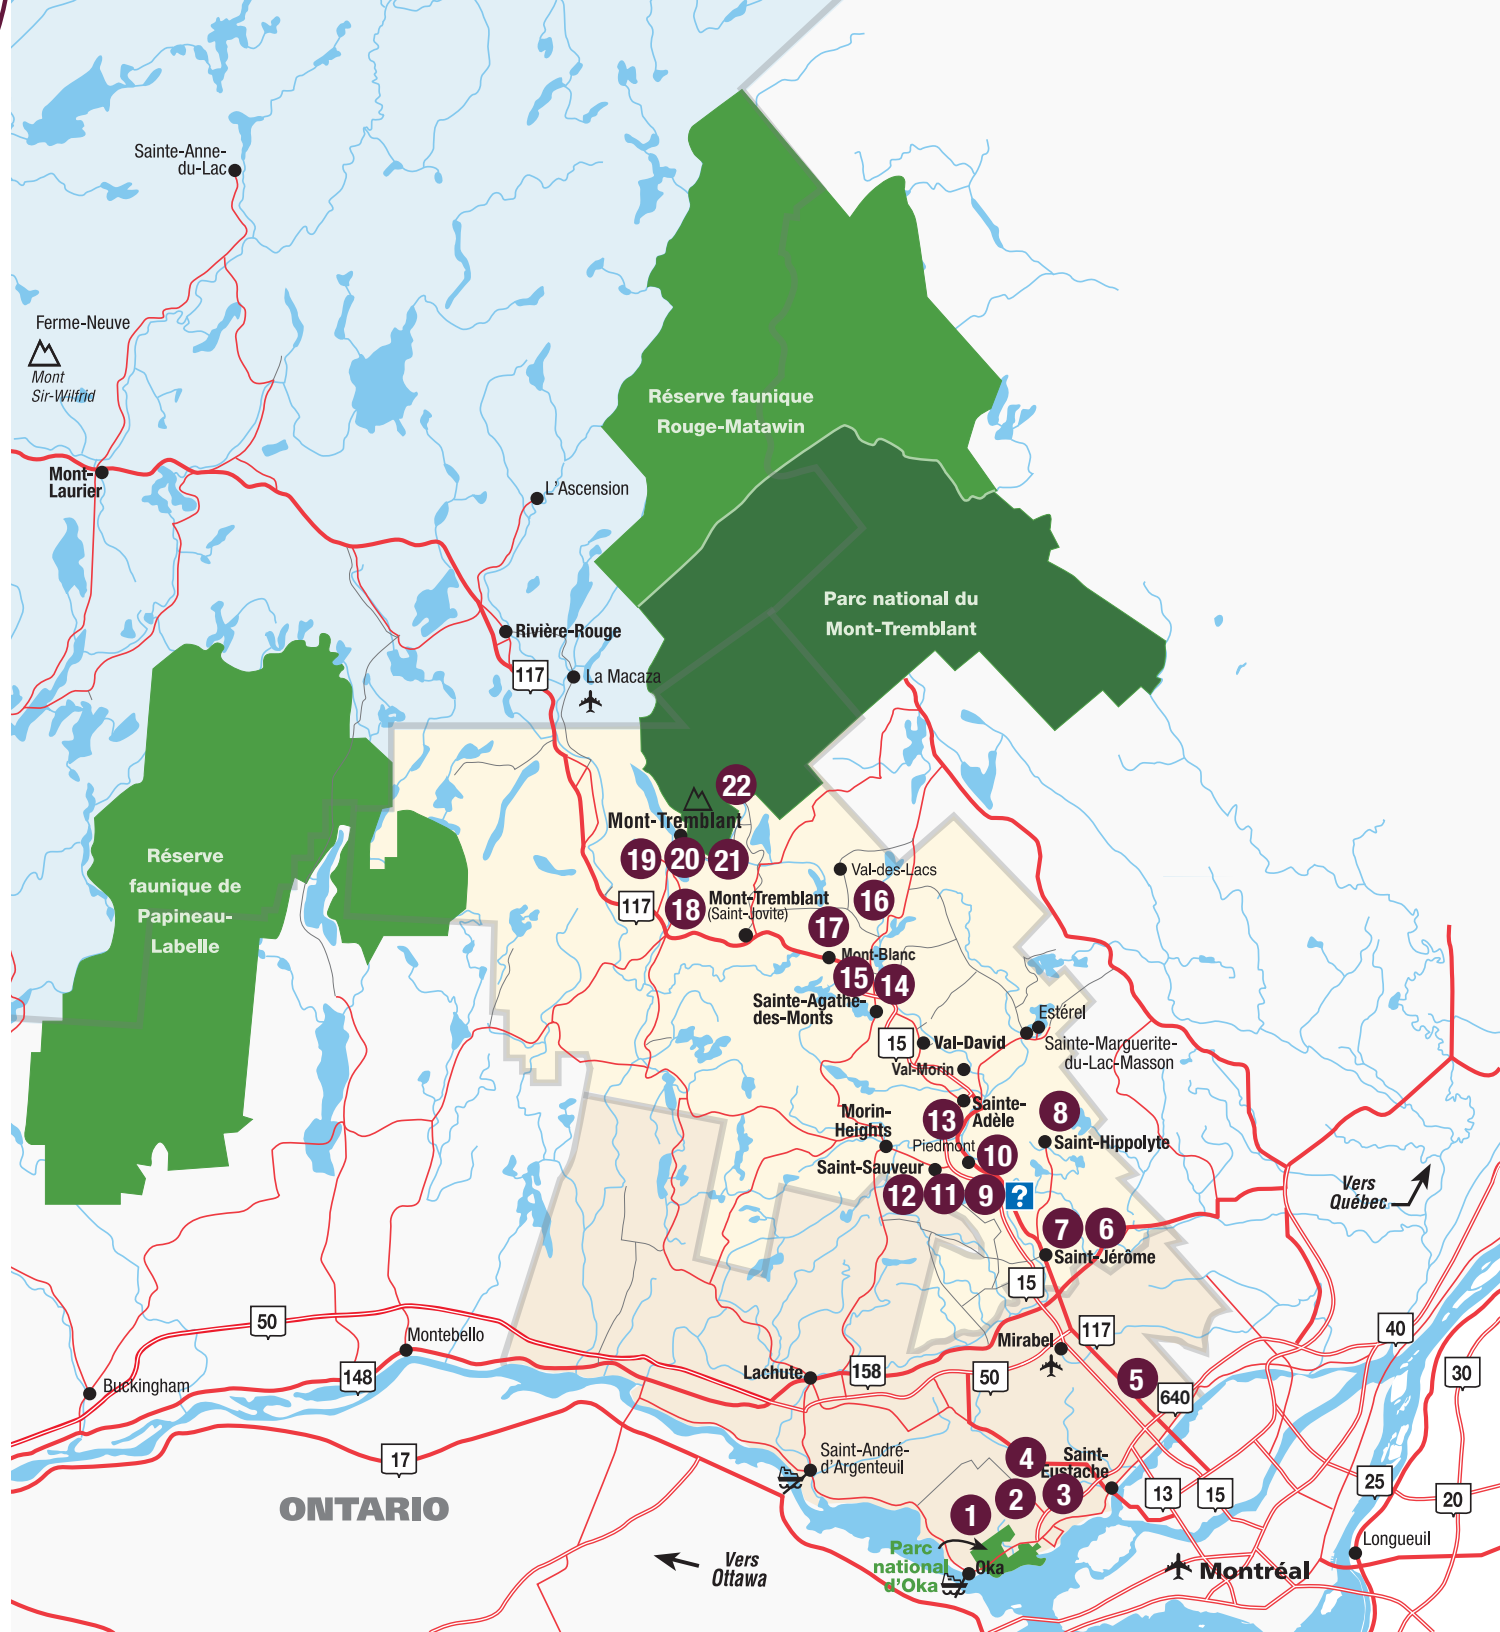 Sainte-Anne-
du-Lac
Ferme-Neuve
Mont
Sir-Wilfrid
Réserve faunique
Rouge-Matawin
Mont-
Laurier
L'Ascension
Parc national du
Mont-Tremblant
Rivière-Rouge
117
La Macaza
22
Mont-Tremblant
19
20
21
Réserve
faunique de
Papineau-
Labelle
Val-des-Lacs
16
117
18
Mont-Tremblant
(Saint-Jovite)
17
Mont-Blanc
15
14
Sainte-Agathe-
des-Monts
Estérel
15
Val-David
Sainte-Marguerite-
du-Lac-Masson
Val-Morin
Morin-
Heights
13
Sainte-
Adèle
8
Piedmont
10
Saint-Hippolyte
Saint-Sauveur
12
11
9
?
Vers
Québec
7
6
Saint-Jérôme
15
50
Montebello
Mirabel
117
40
148
Buckingham
Lachute
158
50
5
640
30
17
Saint-André-
d'Argenteuil
4
Saint-
Eustache
2
3
1
13
15
25
20
ONTARIO
Parc
national
d'Oka
Oka
Vers
Ottawa
Montréal
Longueuil